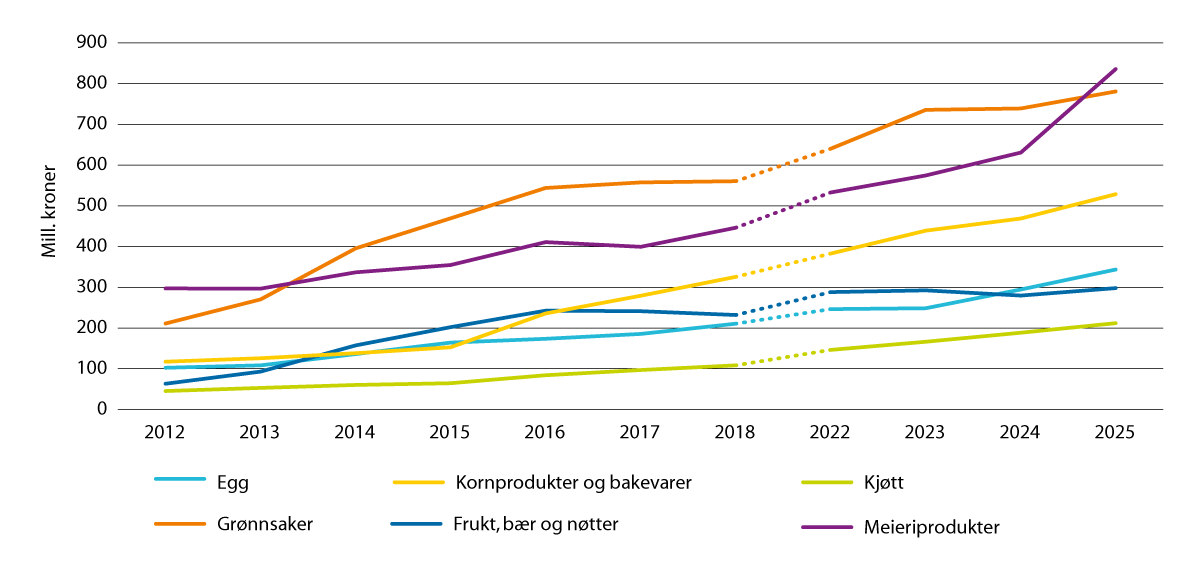 900
800
700
600
500
400
300
200
100
0
Mill. kroner
2012 2013 2014 2015 2016 2017 2018 2022 2023 2024 2025
Egg Kornprodukter og bakevarer Kjøtt
Grønnsaker Frukt, bær og nøtter Meieriprodukter